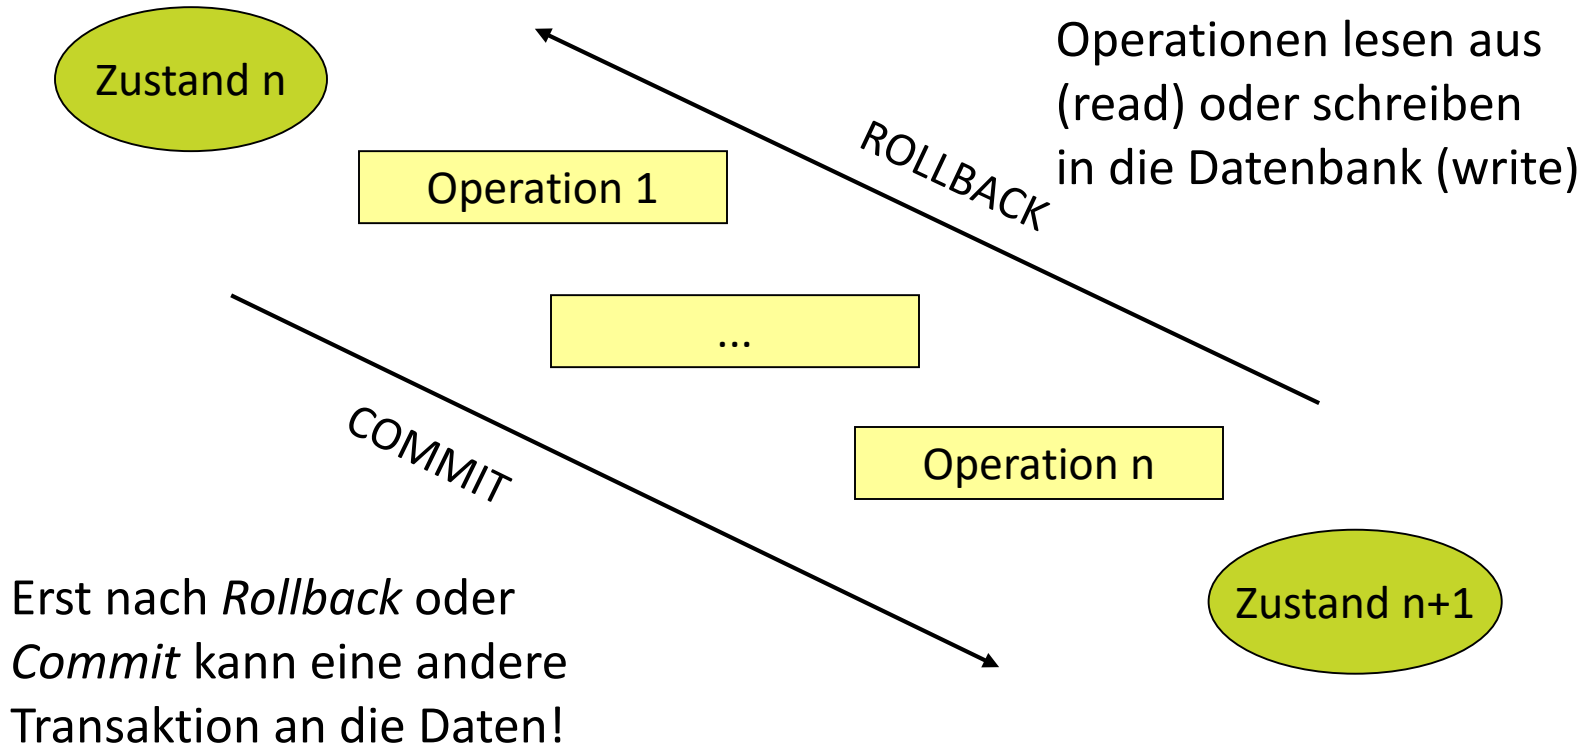 Zustand n
Operationen lesen aus
(read) oder schreiben
in die Datenbank (write)
ROLLBACK
Operation 1
...
COMMIT
Operation n
Zustand n+1
Erst nach Rollback oder
Commit kann eine andere
Transaktion an die Daten!